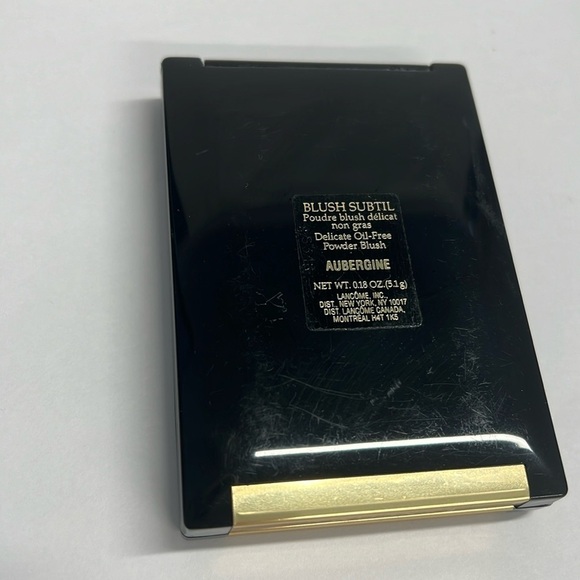 BLUSH SUBTIL
Poudre blush délicat
non gras
Delicate Oil-Free
Powder Blush
AUBERGINE
NET WT. 0.18 OZ.(5.1g)
LANCÔME, INC.,
DIST. NEW YORK, NY 10017
DIST. LANCÔME CANADA,
MONTRÉAL H4T 1K5